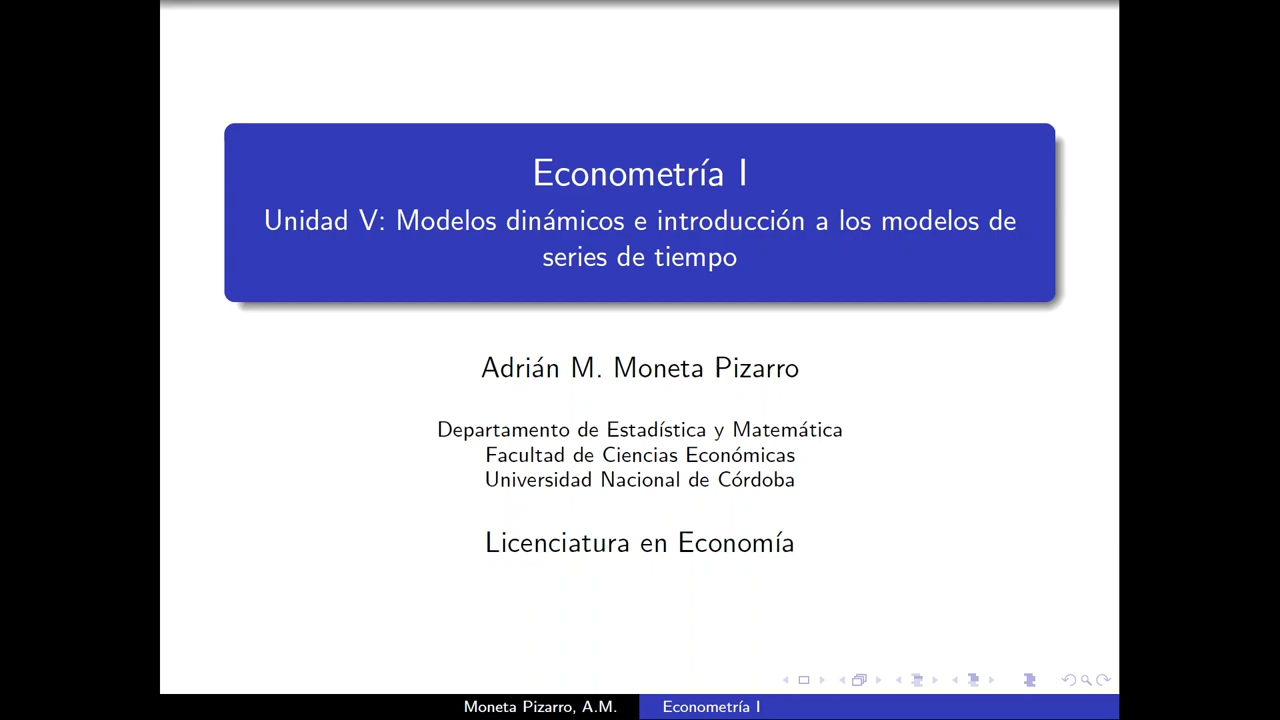 Econometría I
Unidad V: Modelos dinámicos e introducción a los modelos de
series de tiempo
Adrián M. Moneta Pizarro
Departamento de Estadística y Matemática
Facultad de Ciencias Económicas
Universidad Nacional de Córdoba
Licenciatura en Economía
Moneta Pizarro, A.M.
Econometría I